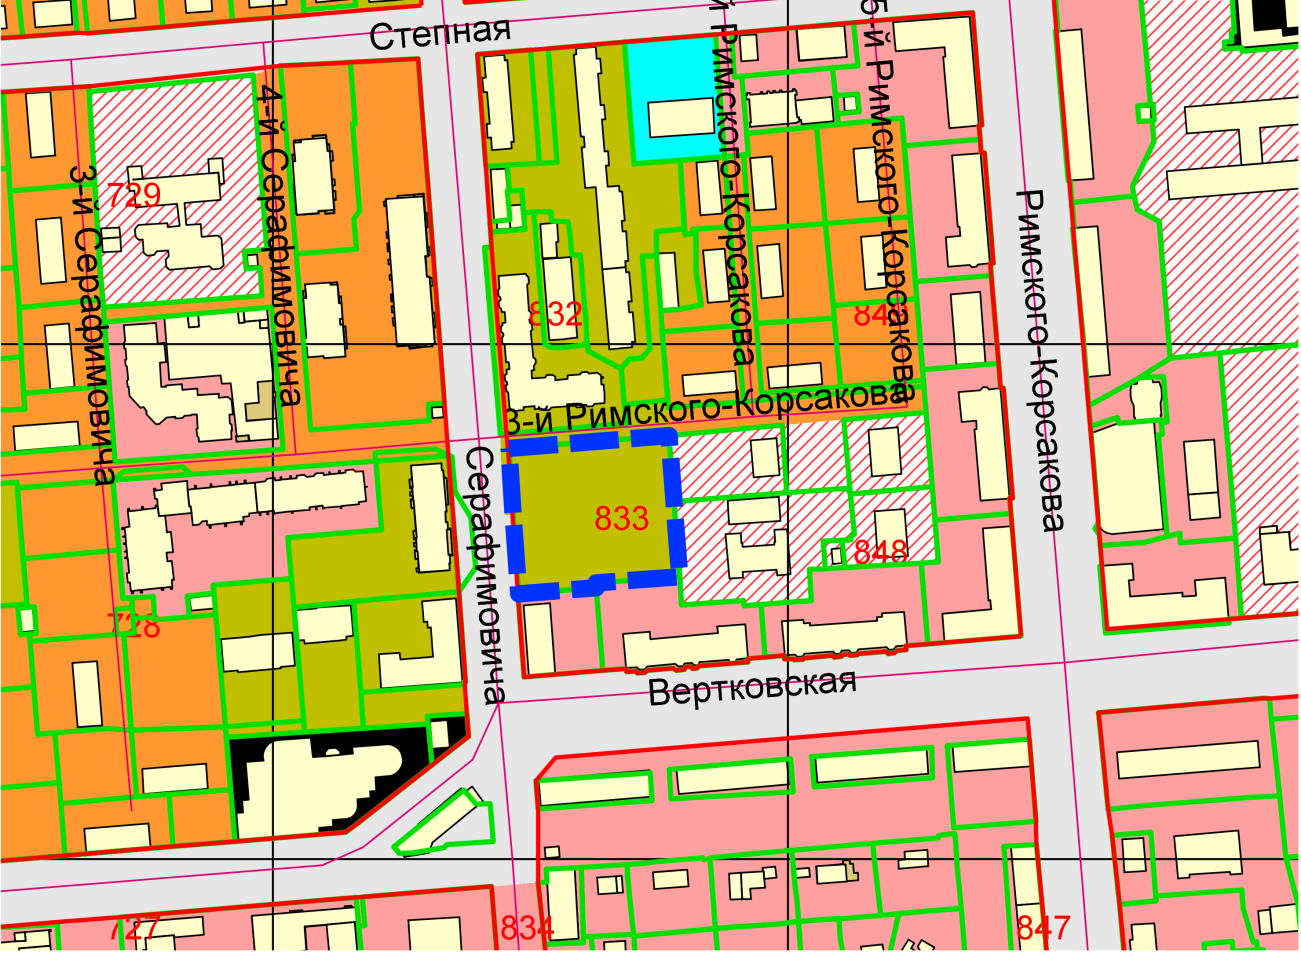 Степная
й Римского-Корсакова
5-й Римского-Корсакова
4-й Серафимовича
3-й Серафимовича
729
Римского-Корсакова
832
3-й Римского-Корсакова
Серафимовича
833
848
728
Вертковская
727
834
847